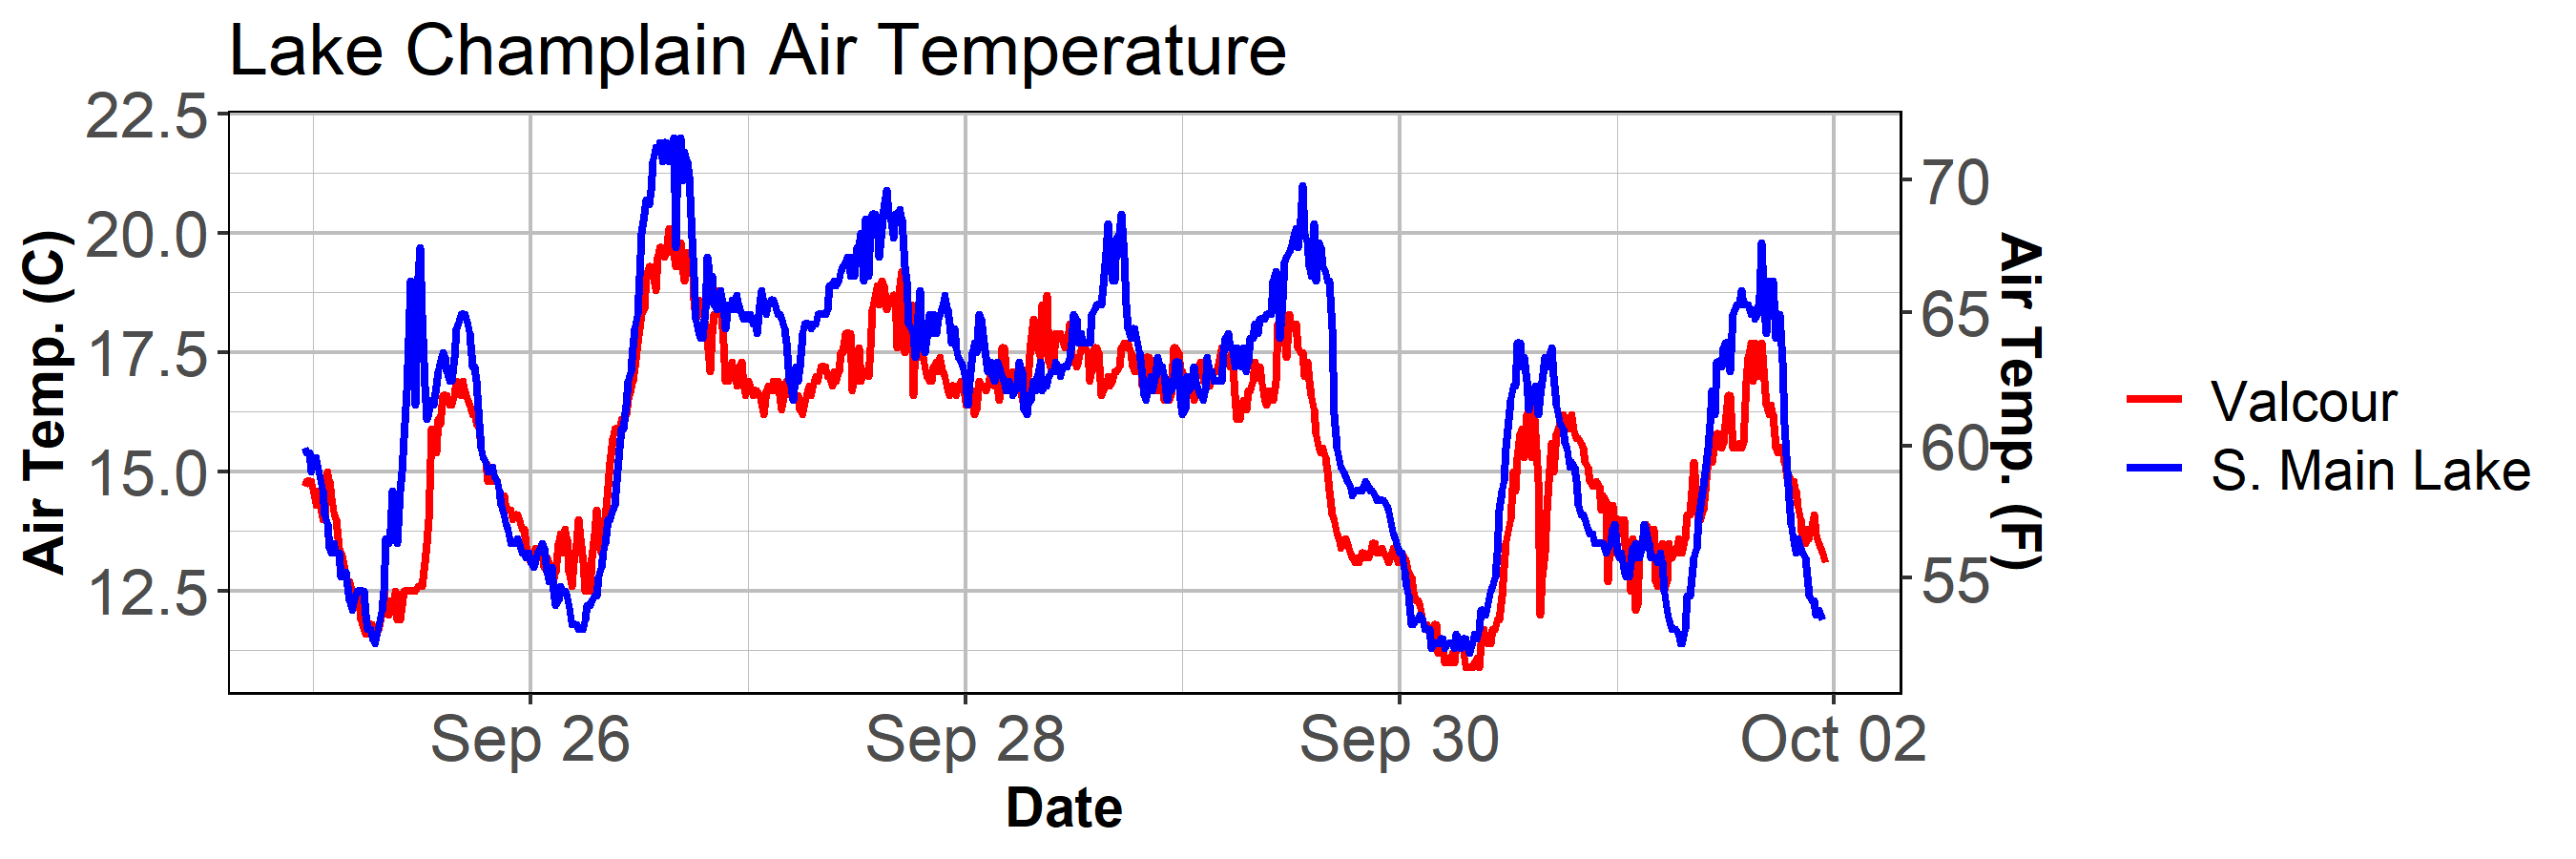 Lake Champlain Air Temperature
Air Temp. (C)
22.5
20.0
17.5
15.0
12.5
70
65
60
55
Air Temp. (F)
Sep 26
Sep 28
Sep 30
Oct 02
Date
Valcour
S. Main Lake